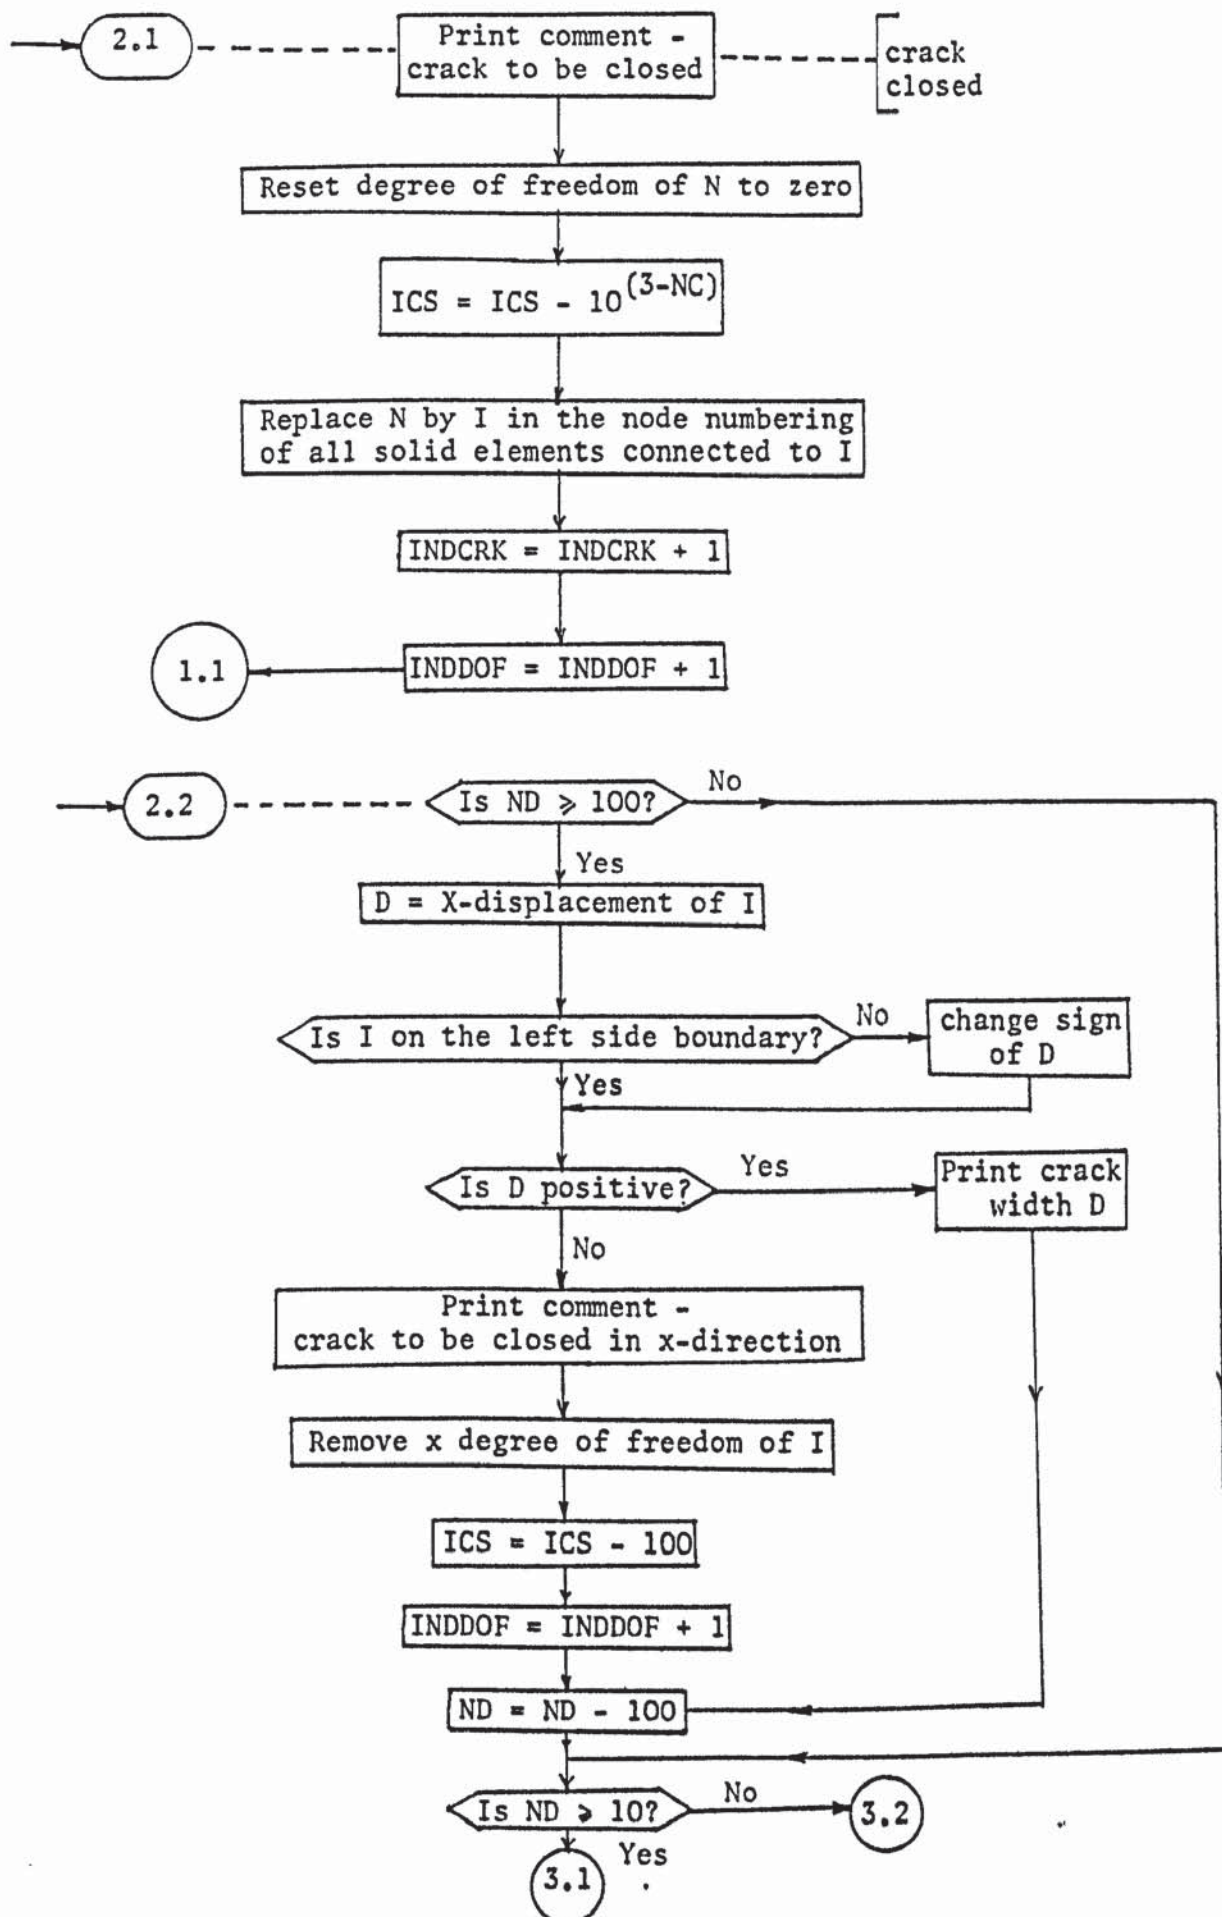 2.1
Print comment -
crack to be closed
crack
closed
Reset degree of freedom of N to zero
ICS = ICS - 10(3-NC)
Replace N by I in the node numbering
of all solid elements connected to I
INDCRK = INDCRK + 1
1.1
INDDOF = INDDOF + 1
2.2
Is ND ⩾ 100?
No
Yes
D = X-displacement of I
Is I on the left side boundary?
No
change sign
of D
Yes
Is D positive?
Yes
Print crack
width D
No
Print comment -
crack to be closed in x-direction
Remove x degree of freedom of I
ICS = ICS - 100
INDDOF = INDDOF + 1
ND = ND - 100
Is ND ⩾ 10?
No
3.2
Yes
3.1